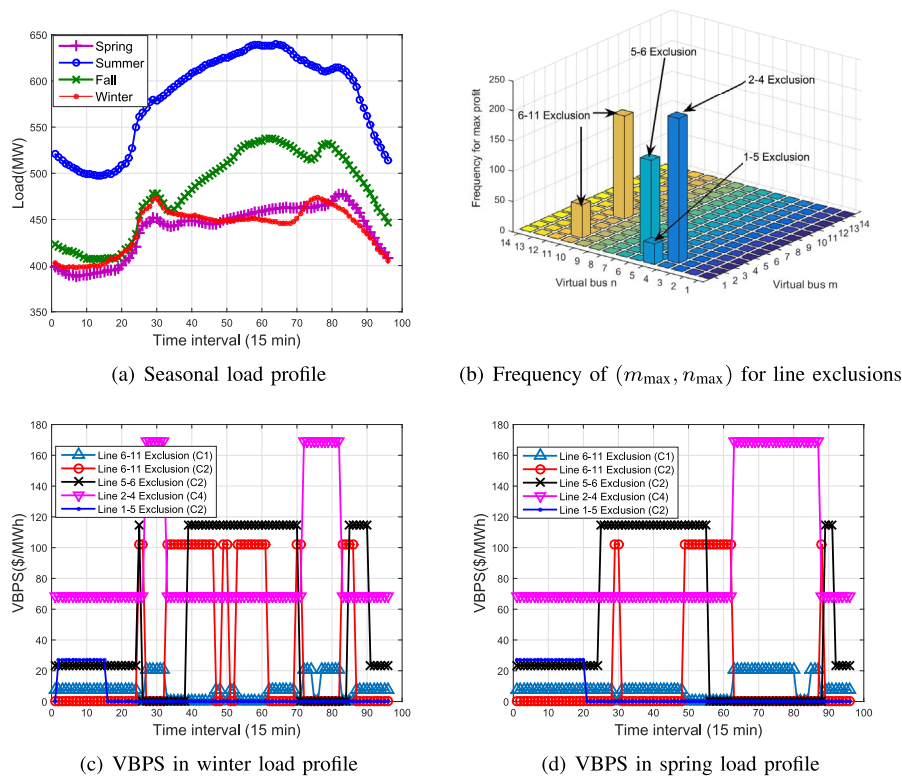 650
600
550
500
450
400
350
Load(MW)
Spring
Summer
Fall
Winter
0 10 20 30 40 50 60 70 80 90 100
Time interval (15 min)
(a) Seasonal load profile
250
200
150
100
50
0
Frequency for max profit
5-6 Exclusion
2-4 Exclusion
6-11 Exclusion
1-5 Exclusion
14 13 12 11 10 9 8 7 6 5 4 3 2 1
Virtual bus n
1 2 3 4 5 6 7 8 9 10 11 12 13 14
Virtual bus m
(b) Frequency of (m_max, n_max) for line exclusions
180
160
140
120
100
80
60
40
20
0
VBPS($/MWh)
Line 6-11 Exclusion (C1)
Line 6-11 Exclusion (C2)
Line 5-6 Exclusion (C2)
Line 2-4 Exclusion (C4)
Line 1-5 Exclusion (C2)
0 10 20 30 40 50 60 70 80 90 100
Time interval (15 min)
(c) VBPS in winter load profile
180
160
140
120
100
80
60
40
20
0
VBPS($/MWh)
Line 6-11 Exclusion (C1)
Line 6-11 Exclusion (C2)
Line 5-6 Exclusion (C2)
Line 2-4 Exclusion (C4)
Line 1-5 Exclusion (C2)
0 10 20 30 40 50 60 70 80 90 100
Time interval (15 min)
(d) VBPS in spring load profile